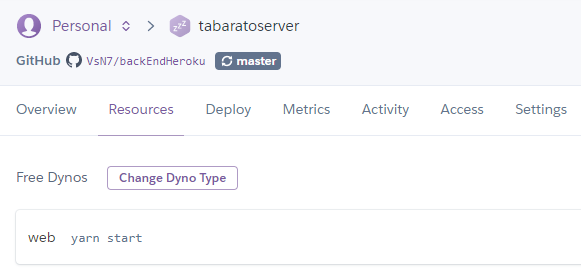 Personal tabaratoserver
GitHub VsN7/backEndHeroku master
Overview Resources Deploy Metrics Activity Access Settings
Free Dynos Change Dyno Type
web yarn start